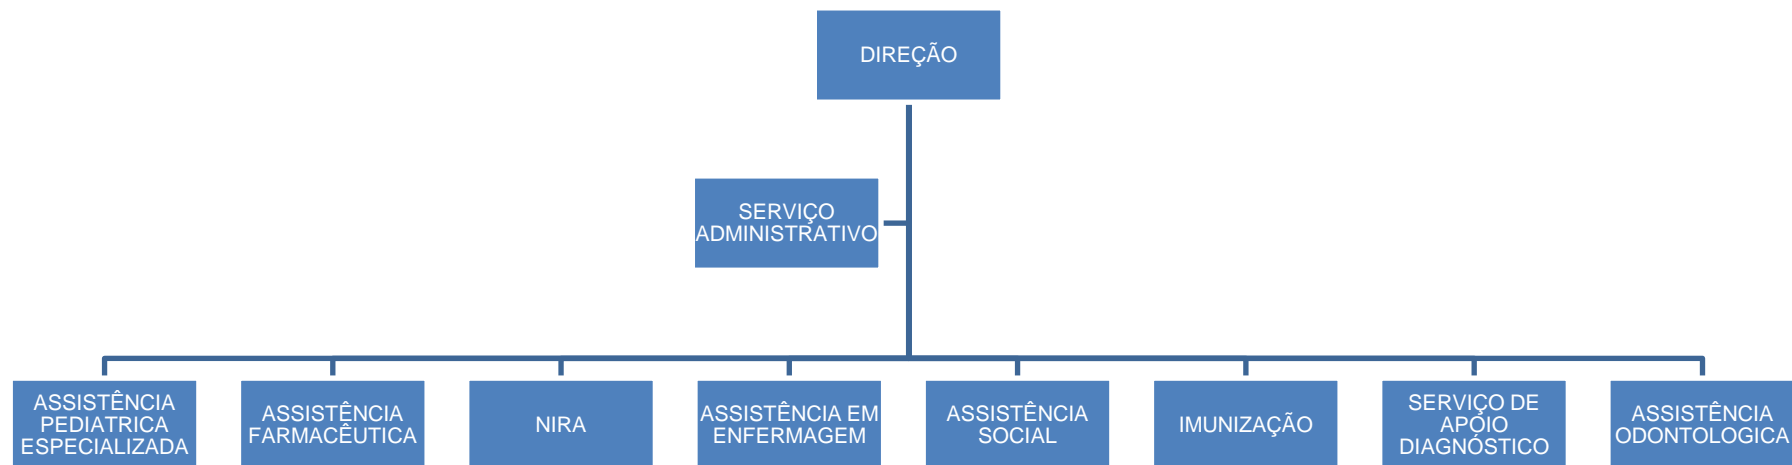 DIREÇÃO
SERVIÇO
ADMINISTRATIVO
ASSISTÊNCIA
PEDIATRICA
ESPECIALIZADA
ASSISTÊNCIA
FARMACÊUTICA
NIRA
ASSISTÊNCIA EM
ENFERMAGEM
ASSISTÊNCIA
SOCIAL
IMUNIZAÇÃO
SERVIÇO DE
APOIO
DIAGNÓSTICO
ASSISTÊNCIA
ODONTOLOGICA